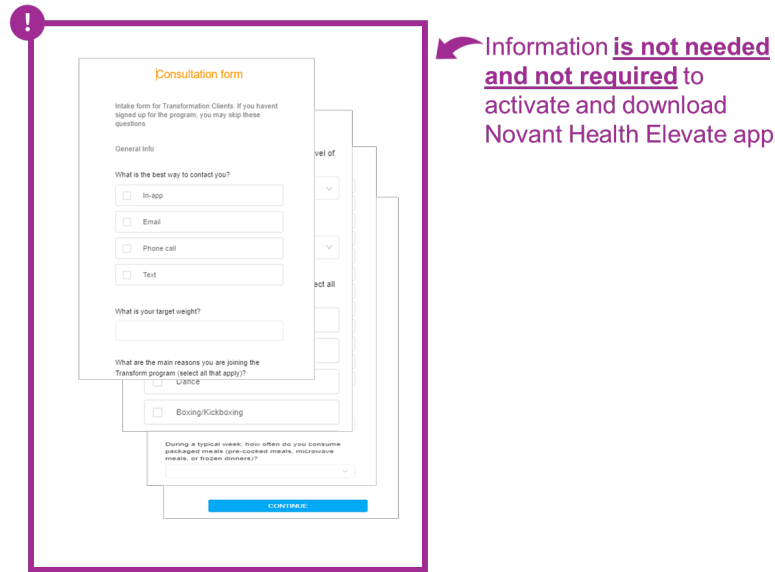 !
Information is not needed
and not required to
activate and download
Novant Health Elevate app
Consultation form
Intake form for Transformation Clients. If you havent
signed up for the program, you may skip these
questions
General Info
What is the best way to contact you?
In-app
Email
Phone call
Text
What is your target weight?
What are the main reasons you are joining the
Transform program (select all that apply)?
vel of
ect all
Dance
Boxing/Kickboxing
During a typical week, how often do you consume
packaged meals (pre-cooked meals, microwave
meals, or frozen dinners)?
CONTINUE